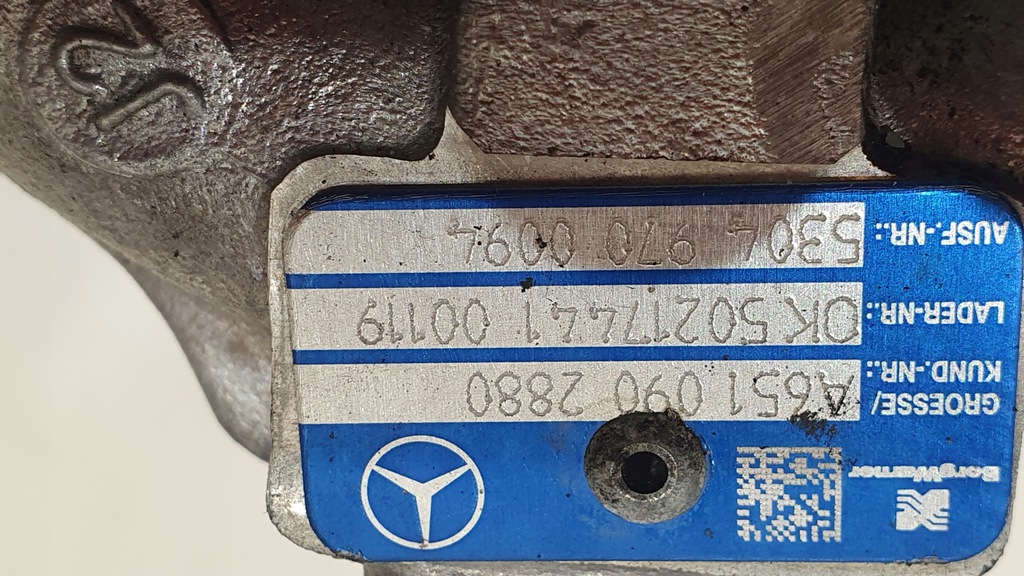 BorgWarner
GROESSE/
KUND.-NR.: A651 090 2880
LADER-NR.: OK 50217441 00119
AUSF.-NR.: 5304 970 0094